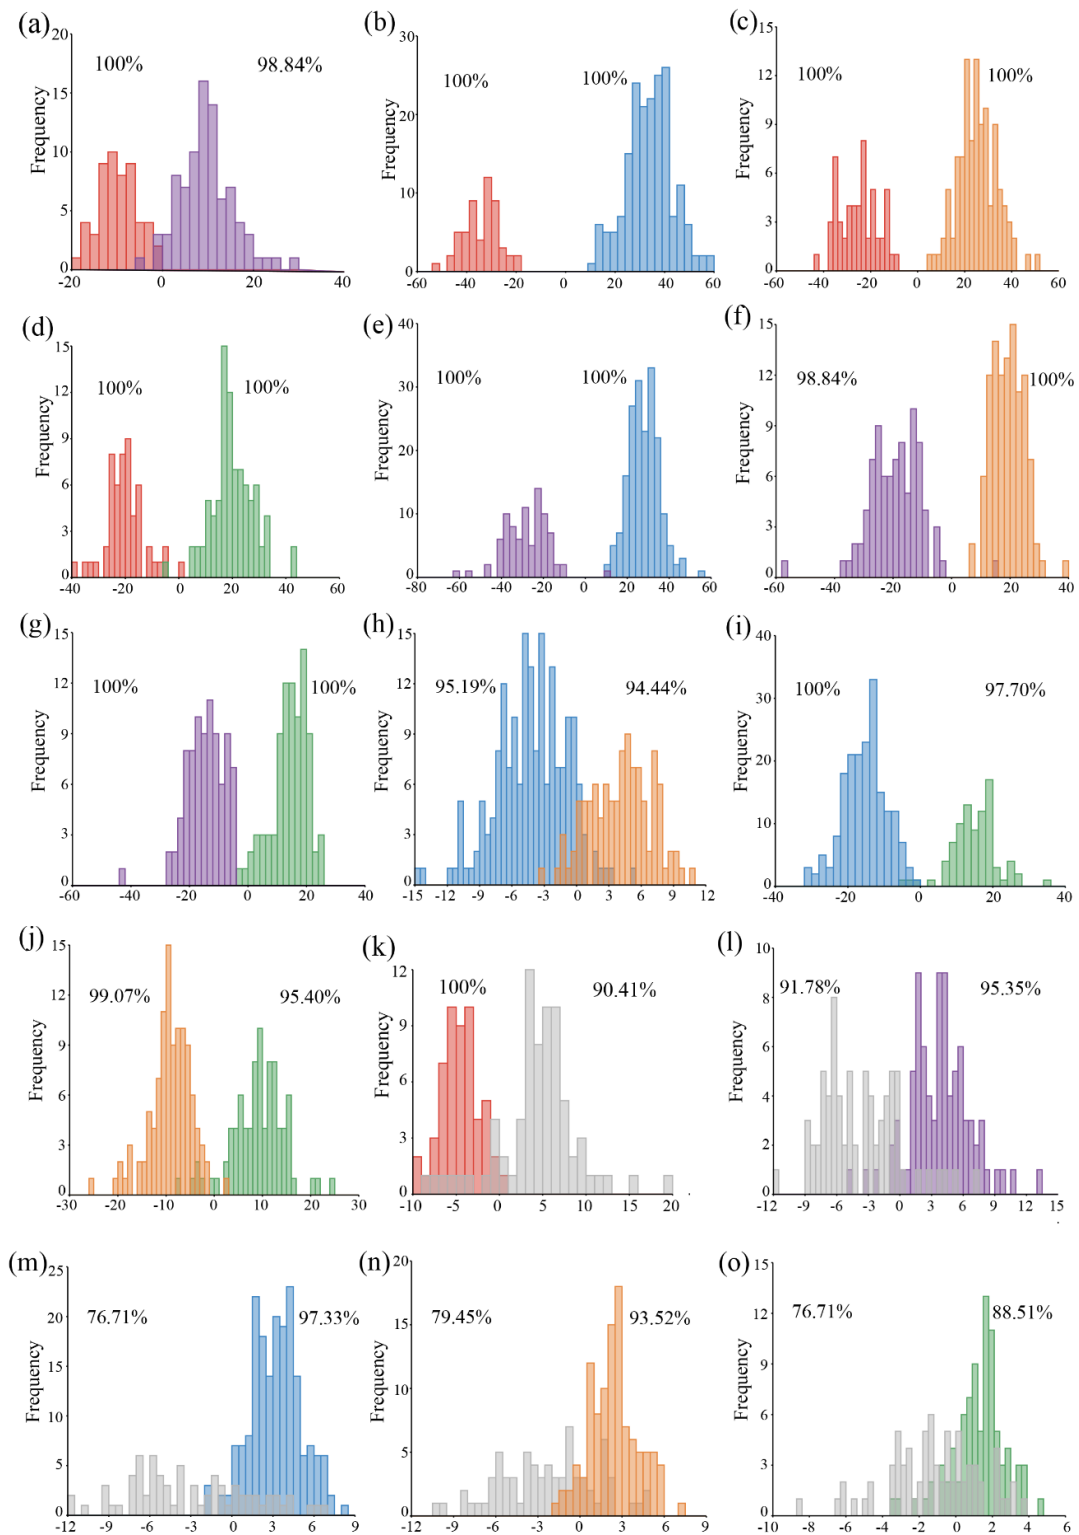 (a) (b) (c)
20 15 10 5 0
Frequency
100% 98.84%
-20 0 20 40
30 20 10 0
Frequency
100% 100%
-60 -40 -20 0 20 40 60
15 12 9 6 3 0
Frequency
100% 100%
-60 -40 -20 0 20 40 60
(d) (e) (f)
15 12 9 6 3 0
Frequency
100% 100%
-40 -20 0 20 40 60
40 30 20 10 0
Frequency
100% 100%
-80 -60 -40 -20 0 20 40 60
15 12 9 6 3 0
Frequency
98.84% 100%
-60 -40 -20 0 20 40
(g) (h) (i)
15 12 9 6 3 0
Frequency
100% 100%
-60 -40 -20 0 20 40
15 12 9 6 3 0
Frequency
95.19% 94.44%
-15 -12 -9 -6 -3 0 3 6 9 12
40 30 20 10 0
Frequency
100% 97.70%
-40 -20 0 20 40
(j) (k) (l)
15 12 9 6 3 0
Frequency
99.07% 95.40%
-30 -20 -10 0 10 20 30
12 9 6 3 0
Frequency
100% 90.41%
-10 -5 0 5 10 15 20
10 8 6 4 2 0
Frequency
91.78% 95.35%
-12 -9 -6 -3 0 3 6 9 12 15
(m) (n) (o)
25 20 15 10 5 0
Frequency
76.71% 97.33%
-12 -9 -6 -3 0 3 6 9
20 15 10 5 0
Frequency
79.45% 93.52%
-12 -9 -6 -3 0 3 6 9
15 12 9 6 3 0
Frequency
76.71% 88.51%
-10 -8 -6 -4 -2 0 2 4 6